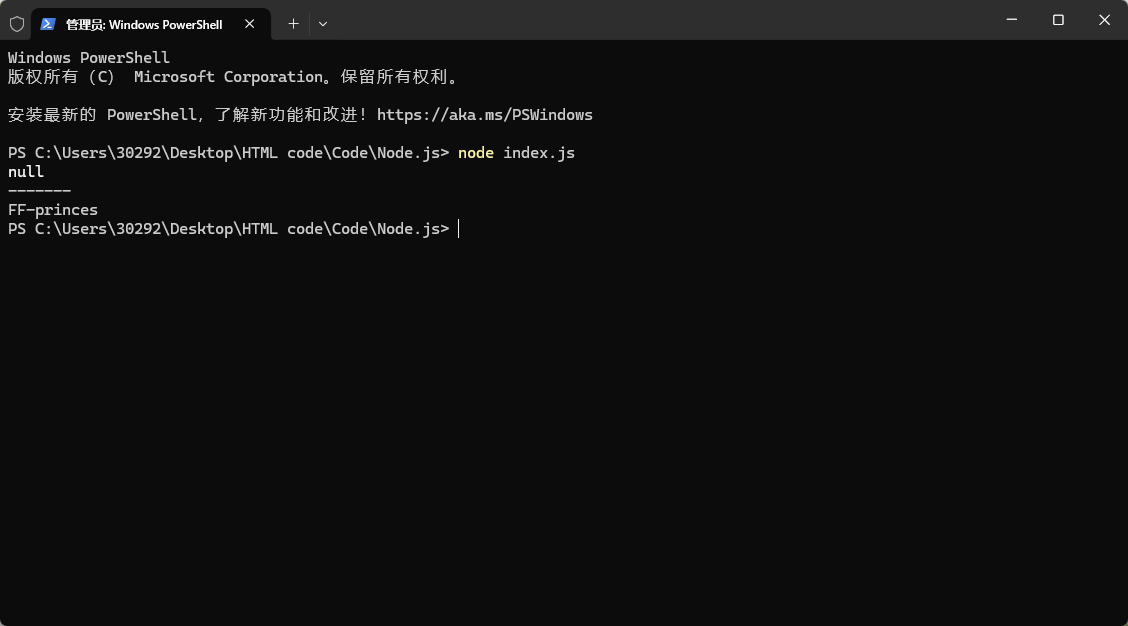 管理员: Windows PowerShell
Windows PowerShell
版权所有（C） Microsoft Corporation。保留所有权利。
安装最新的 PowerShell，了解新功能和改进！https://aka.ms/PSWindows
PS C:\Users\30292\Desktop\HTML code\Code\Node.js> node index.js
null
-------
FF-princes
PS C:\Users\30292\Desktop\HTML code\Code\Node.js>